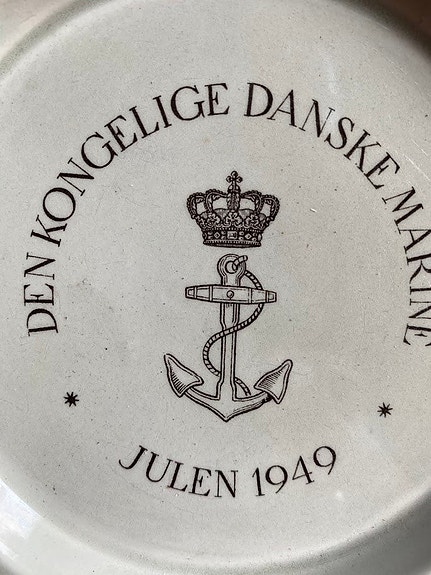 DEN KONGELIGE DANSKE MARINE
JULEN 1949